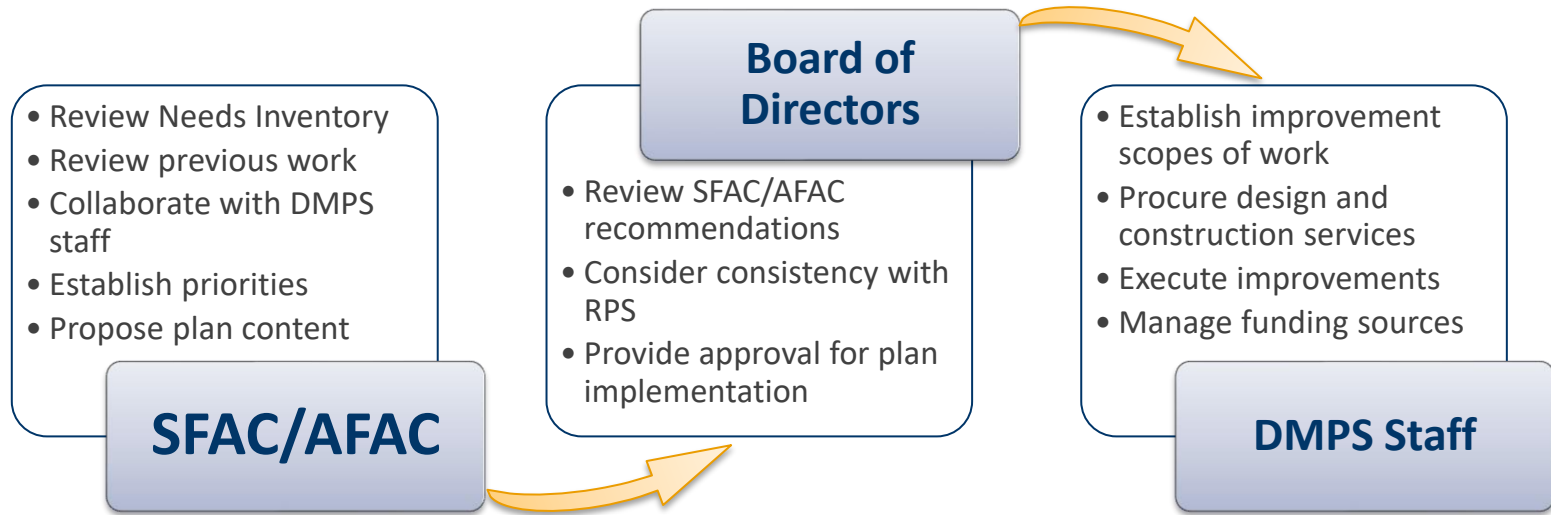 • Review Needs Inventory
• Review previous work
• Collaborate with DMPS
staff
• Establish priorities
• Propose plan content
SFAC/AFAC
Board of
Directors
• Review SFAC/AFAC
recommendations
• Consider consistency with
RPS
• Provide approval for plan
implementation
• Establish improvement
scopes of work
• Procure design and
construction services
• Execute improvements
• Manage funding sources
DMPS Staff